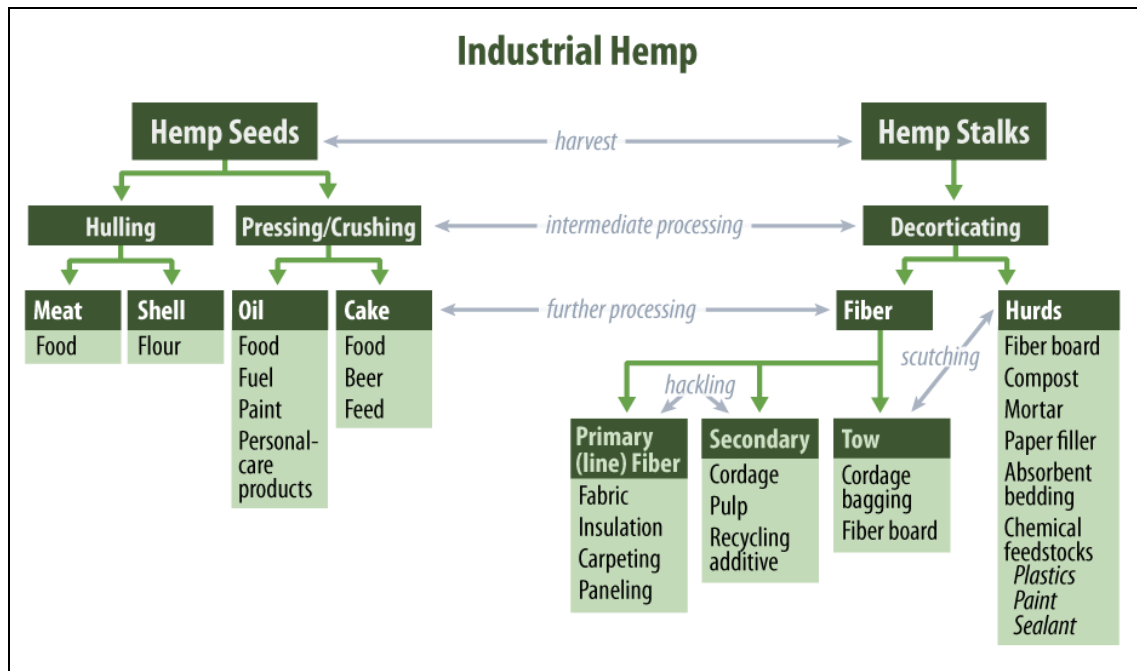 Industrial Hemp
Hemp Seeds
harvest
Hemp Stalks
Hulling
Pressing/Crushing
intermediate processing
Decorticating
Meat
Food
Shell
Flour
Oil
Food
Fuel
Paint
Personal-
care
products
Cake
Food
Beer
Feed
further processing
Fiber
hackling
scutching
Primary
(line) Fiber
Fabric
Insulation
Carpeting
Paneling
Secondary
Cordage
Pulp
Recycling
additive
Tow
Cordage
bagging
Fiber board
Hurds
Fiber board
Compost
Mortar
Paper filler
Absorbent
bedding
Chemical
feedstocks
Plastics
Paint
Sealant